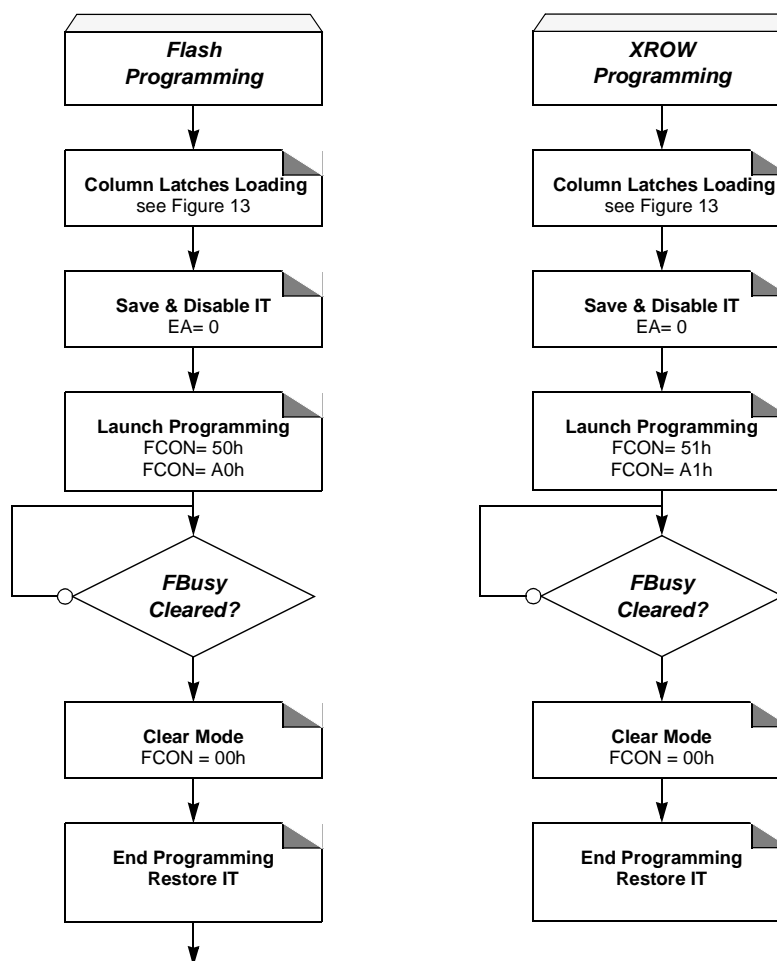 Flash
Programming
Column Latches Loading
see Figure 13
Save & Disable IT
EA= 0
Launch Programming
FCON= 50h
FCON= A0h
FBusy
Cleared?
Clear Mode
FCON = 00h
End Programming
Restore IT
XROW
Programming
Column Latches Loading
see Figure 13
Save & Disable IT
EA= 0
Launch Programming
FCON= 51h
FCON= A1h
FBusy
Cleared?
Clear Mode
FCON = 00h
End Programming
Restore IT